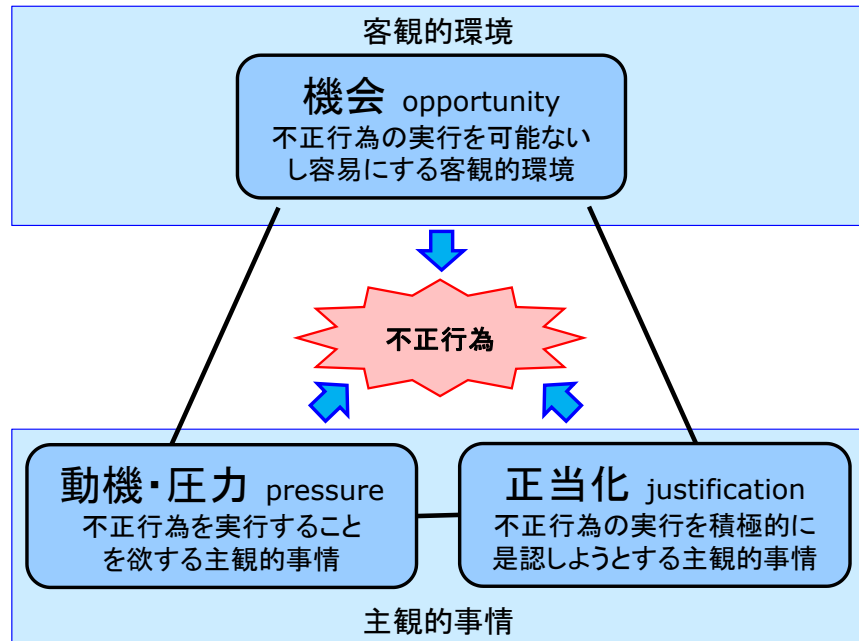 客観的環境
機会 opportunity
不正行為の実行を可能ない
し容易にする客観的環境
不正行為
動機・圧力 pressure
不正行為を実行すること
を欲する主観的事情
正当化 justification
不正行為の実行を積極的に
是認しようとする主観的事情
主観的事情